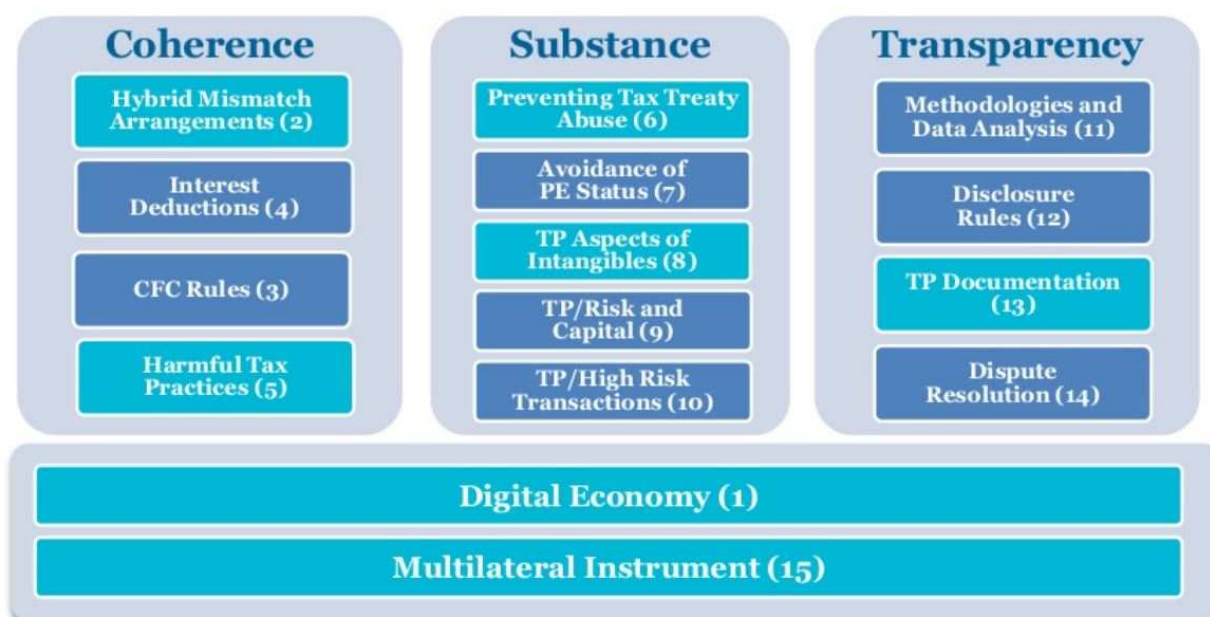 Coherence
Hybrid Mismatch
Arrangements (2)
Interest
Deductions (4)
CFC Rules (3)
Harmful Tax
Practices (5)
Substance
Preventing Tax Treaty
Abuse (6)
Avoidance of
PE Status (7)
TP Aspects of
Intangibles (8)
TP/Risk and
Capital (9)
TP/High Risk
Transactions (10)
Transparency
Methodologies and
Data Analysis (11)
Disclosure
Rules (12)
TP Documentation
(13)
Dispute
Resolution (14)
Digital Economy (1)
Multilateral Instrument (15)